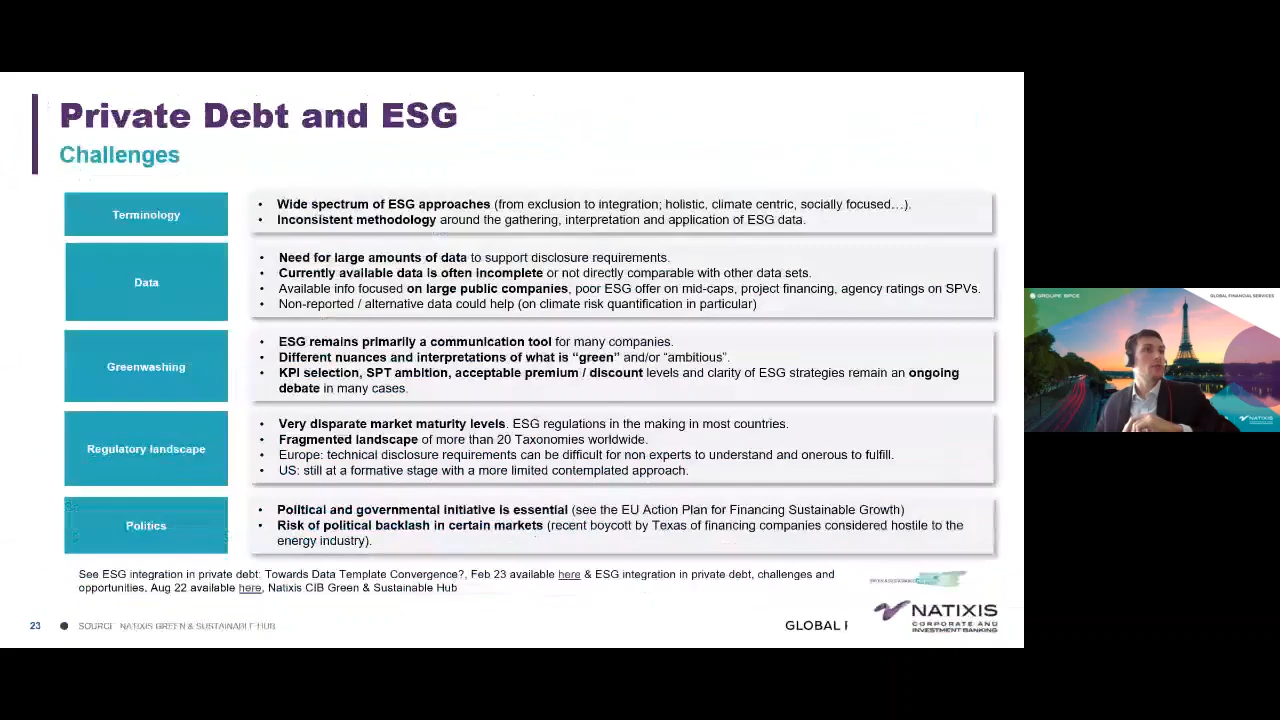 Private Debt and ESG
Challenges
Terminology
• Wide spectrum of ESG approaches (from exclusion to integration; holistic, climate centric, socially focused…).
• Inconsistent methodology around the gathering, interpretation and application of ESG data.
Data
• Need for large amounts of data to support disclosure requirements.
• Currently available data is often incomplete or not directly comparable with other data sets.
• Available info focused on large public companies, poor ESG offer on mid-caps, project financing, agency ratings on SPVs.
• Non-reported / alternative data could help (on climate risk quantification in particular)
Greenwashing
• ESG remains primarily a communication tool for many companies.
• Different nuances and interpretations of what is “green” and/or “ambitious”.
• KPI selection, SPT ambition, acceptable premium / discount levels and clarity of ESG strategies remain an ongoing
debate in many cases.
Regulatory landscape
• Very disparate market maturity levels. ESG regulations in the making in most countries.
• Fragmented landscape of more than 20 Taxonomies worldwide.
• Europe: technical disclosure requirements can be difficult for non experts to understand and onerous to fulfill.
• US: still at a formative stage with a more limited contemplated approach.
Politics
• Political and governmental initiative is essential (see the EU Action Plan for Financing Sustainable Growth)
• Risk of political backlash in certain markets (recent boycott by Texas of financing companies considered hostile to the
energy industry).
See ESG integration in private debt: Towards Data Template Convergence?, Feb 23 available here & ESG integration in private debt, challenges and
opportunities, Aug 22 available here, Natixis CIB Green & Sustainable Hub
23 ● SOURCE: NATIXIS GREEN & SUSTAINABLE HUB
GLOBAL
NATIXIS
CORPORATE AND
INVESTMENT BANKING
GROUPE BPCE
GLOBAL FINANCIAL SERVICES
NATIXIS